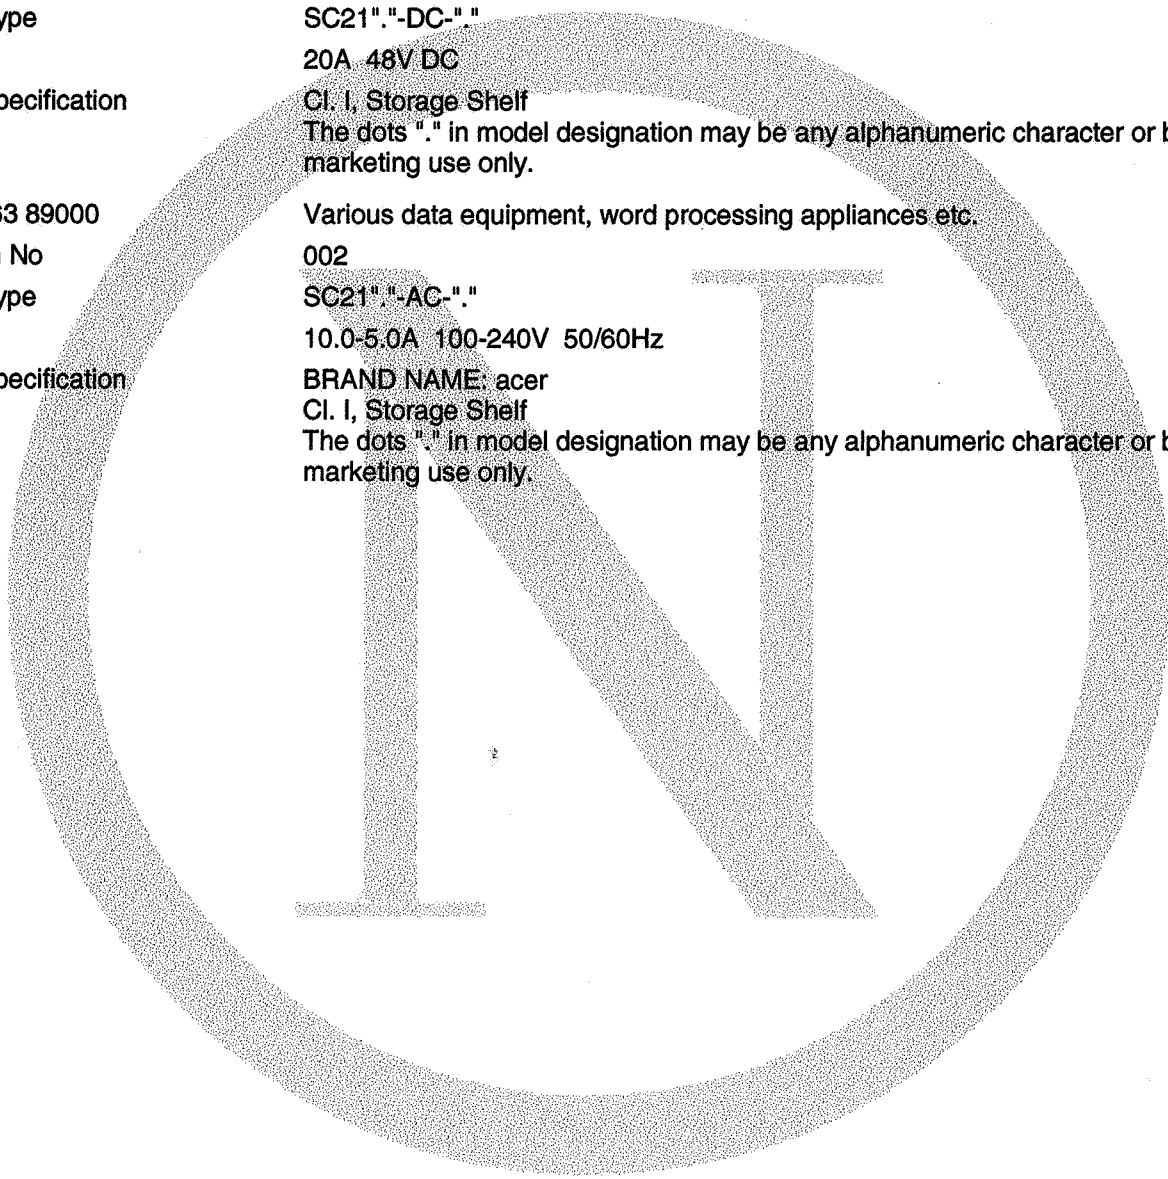 ype SC21"."-DC-"."
20A 48V DC
pecification Cl. I, Storage Shelf
The dots "." in model designation may be any alphanumeric character or b
marketing use only.
63 89000 Various data equipment, word processing appliances etc.
No 002
ype SC21"."-AC-"."
10.0-5.0A 100-240V 50/60Hz
pecification BRAND NAME: acer
Cl. I, Storage Shelf
The dots "." in model designation may be any alphanumeric character or b
marketing use only.
N